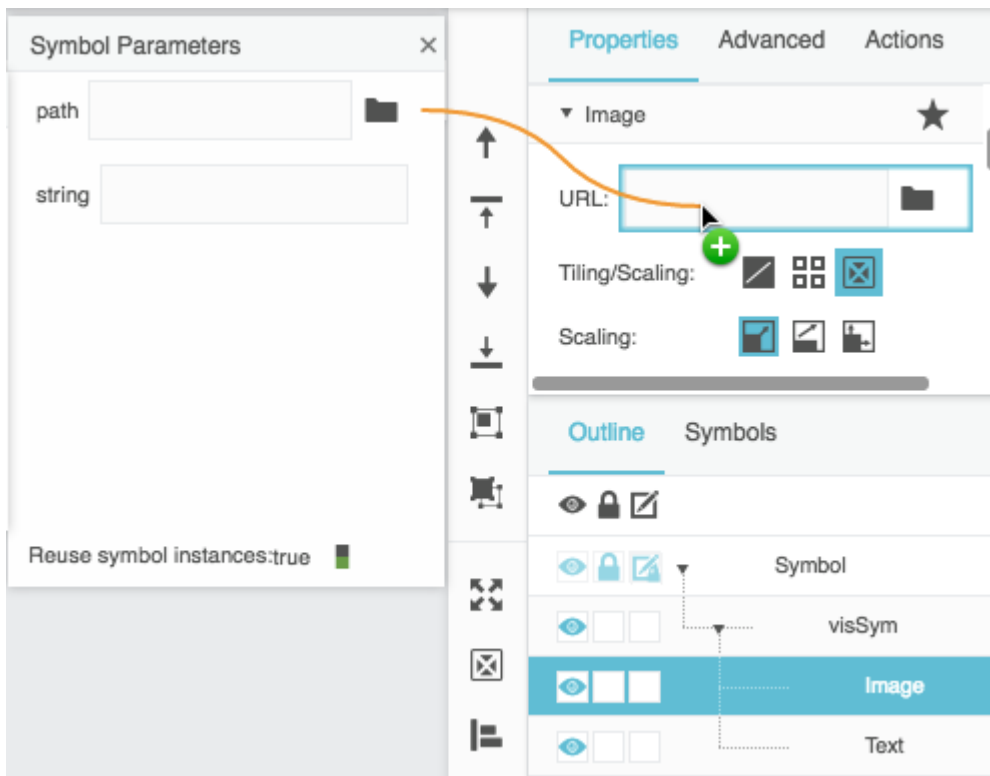 Symbol Parameters
path
string
Reuse symbol instances:true
Properties Advanced Actions
Image
URL:
Tiling/Scaling:
Scaling:
Outline Symbols
Symbol
visSym
Image
Text